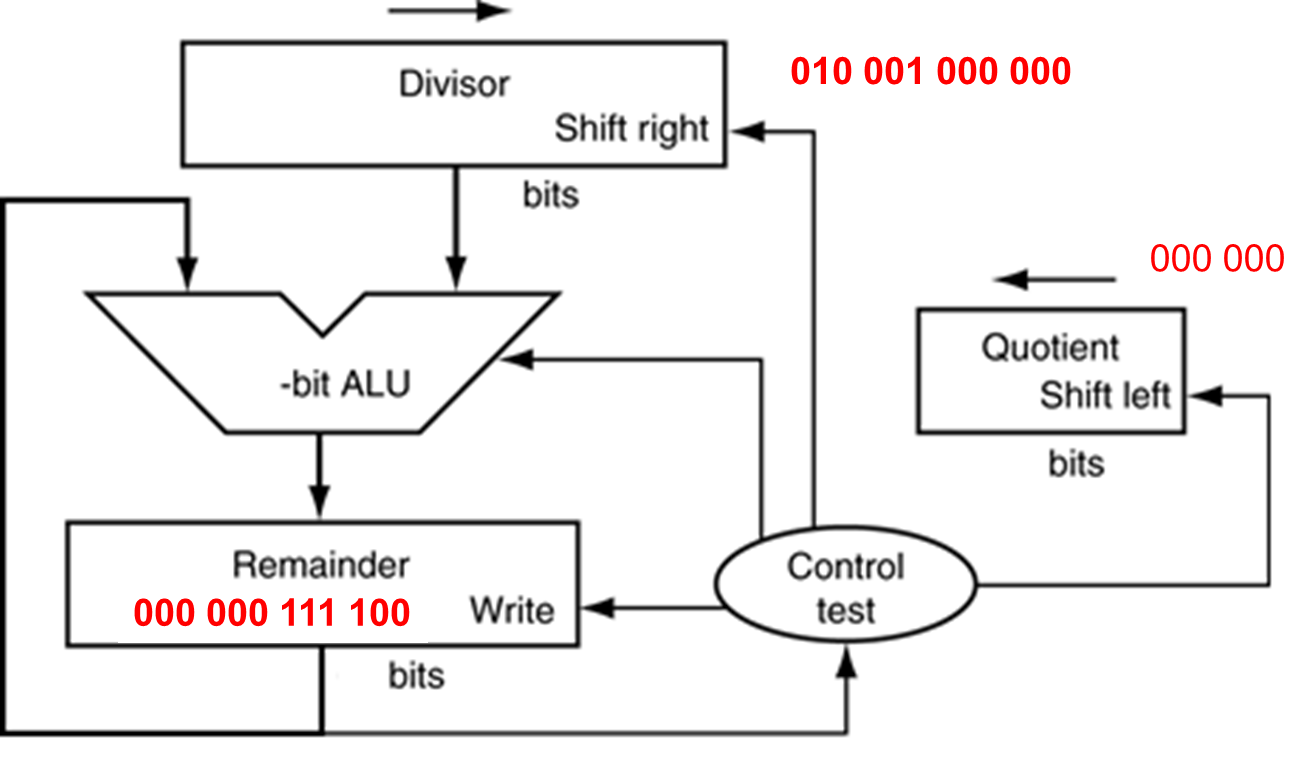 Divisor
010 001 000 000
Shift right
bits
000 000
Quotient
Shift left
bits
-bit ALU
Remainder
000 000 111 100
Write
bits
Control
test